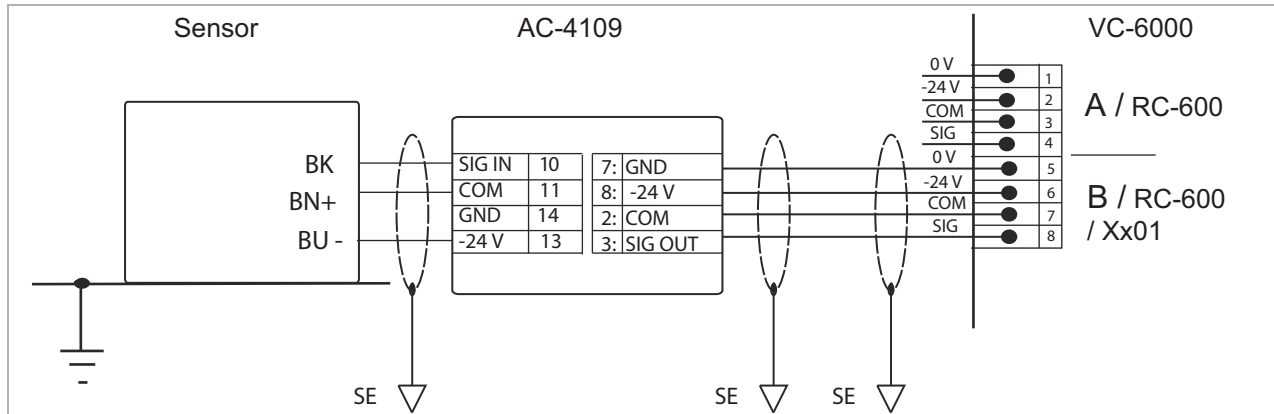 Sensor
AC-4109
VC-6000
BK
BN+
BU -
SIG IN 10
COM 11
GND 14
-24 V 13
7: GND
8: -24 V
2: COM
3: SIG OUT
0 V 1
-24 V 2
COM 3
SIG 4
0 V 5
-24 V 6
COM 7
SIG 8
A / RC-600
B / RC-600
/ Xx01
SE
SE
SE